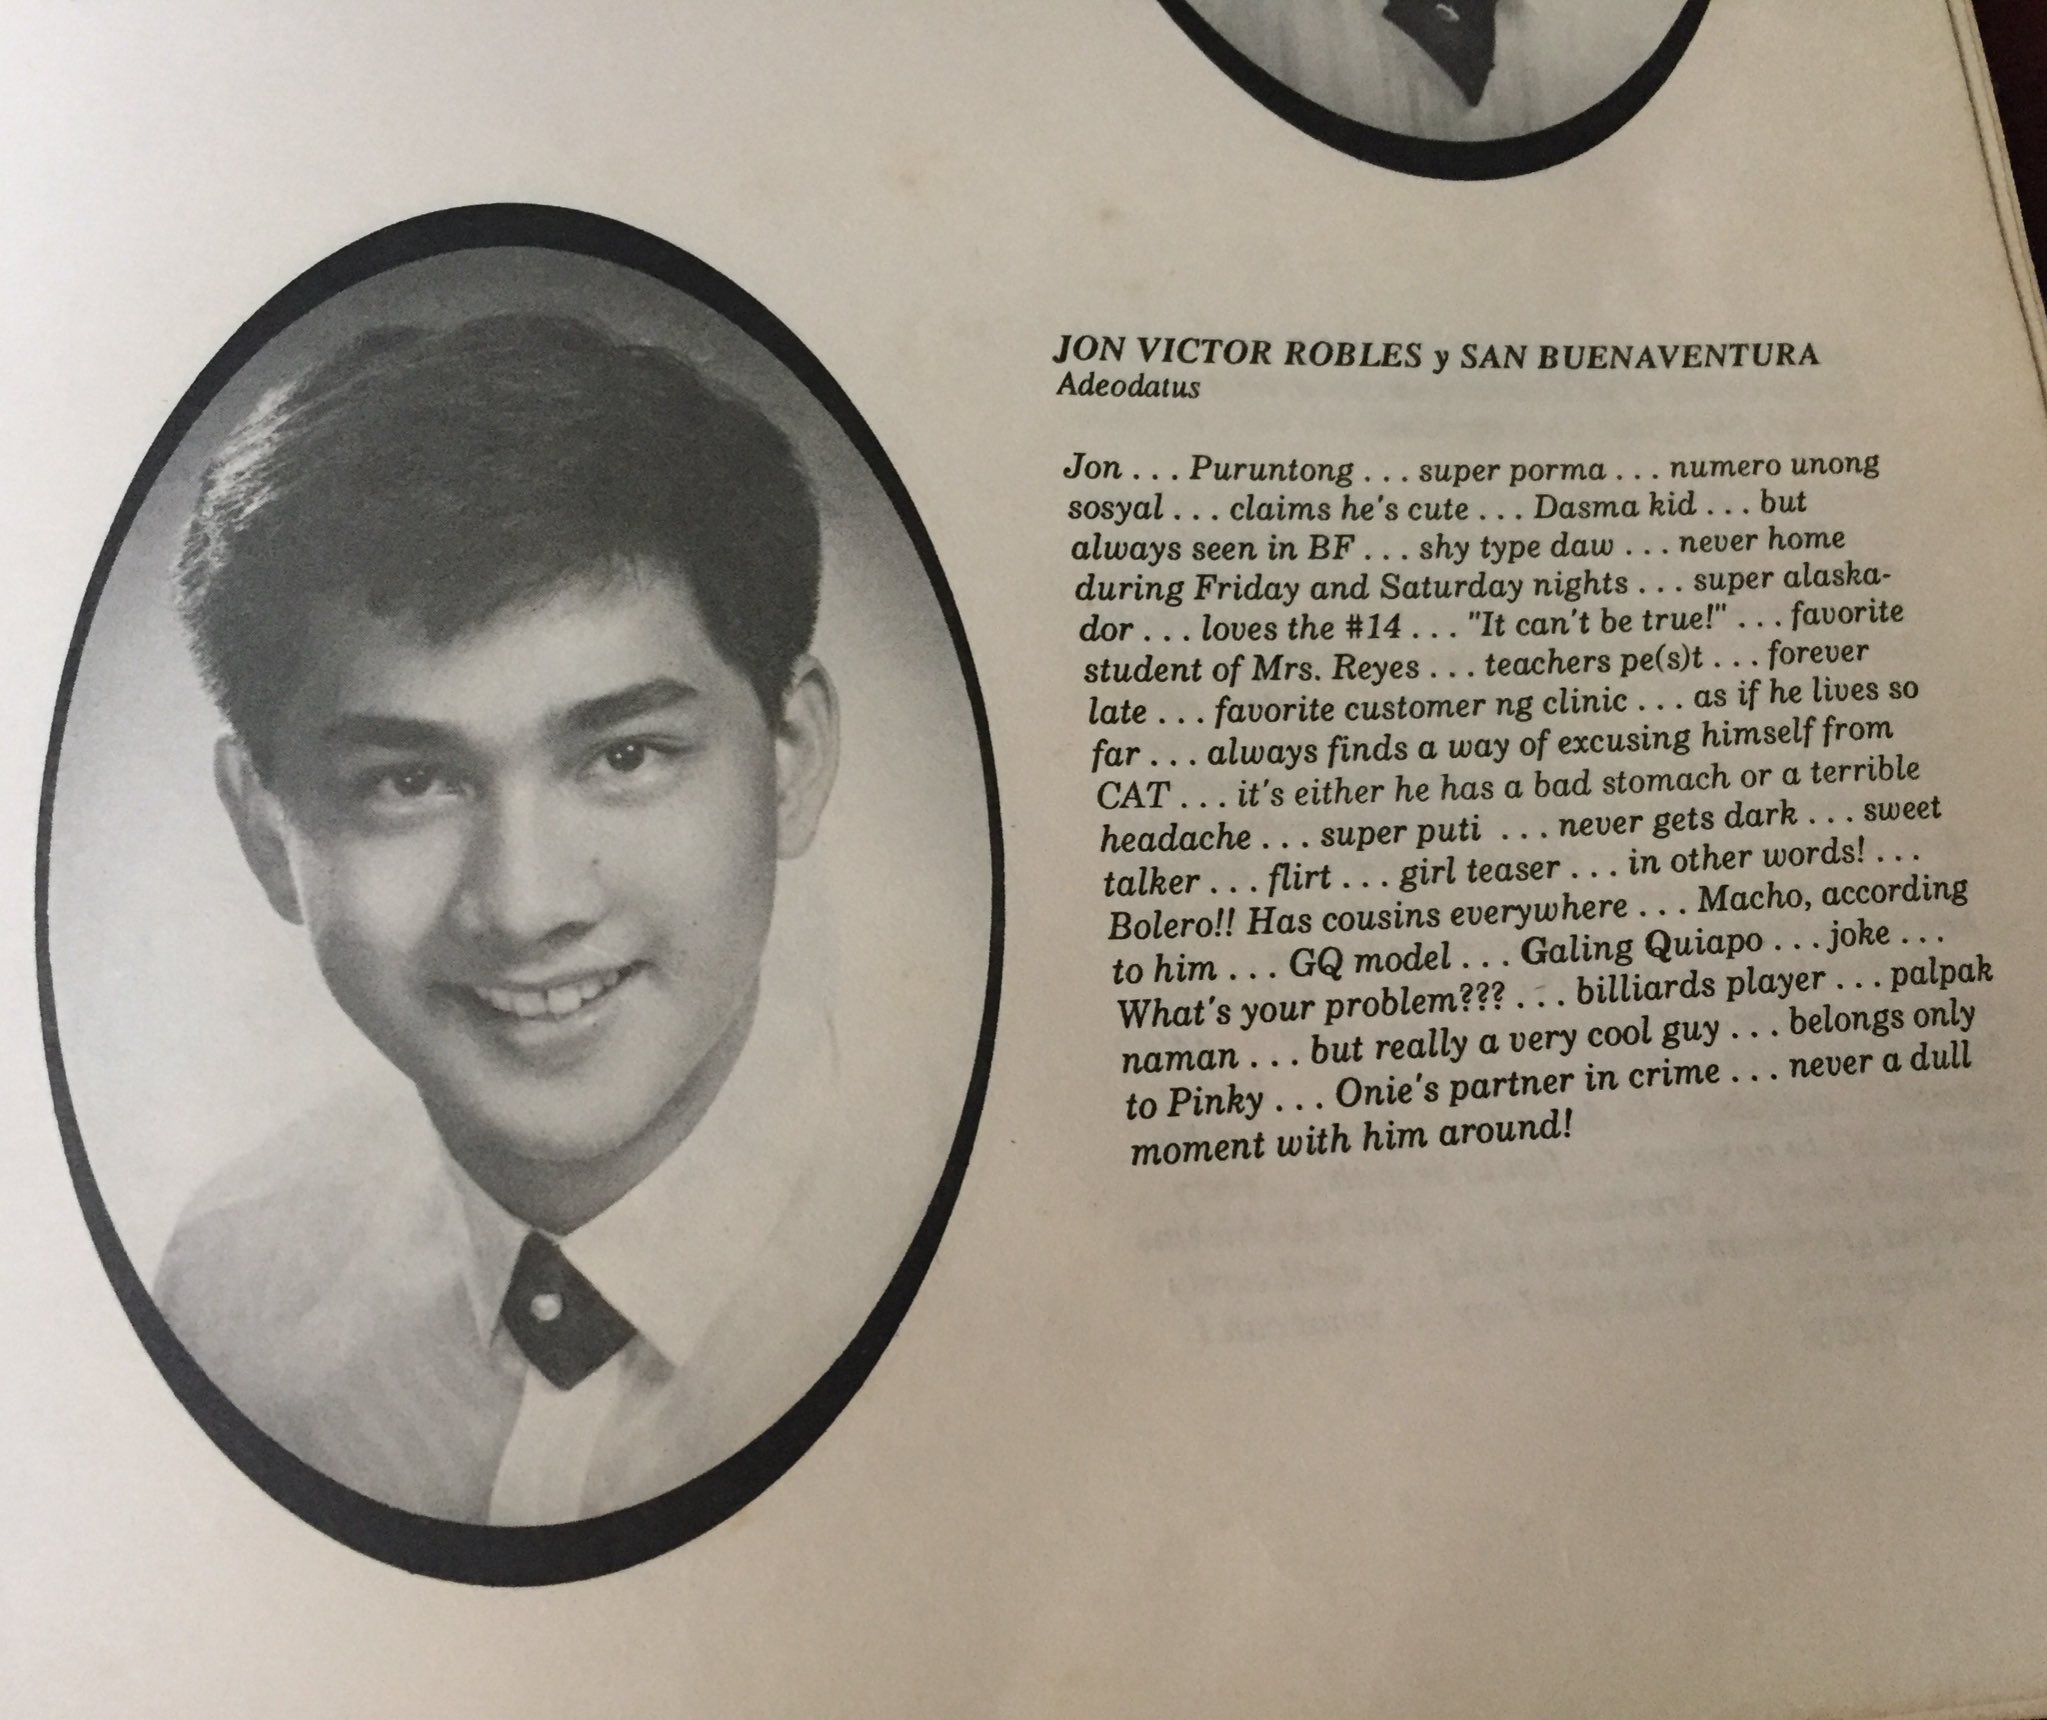 JON VICTOR ROBLES y SAN BUENAVENTURA
Adeodatus
Jon . . . Puruntong . . . super porma . . . numero unong
sosyal . . . claims he's cute . . . Dasma kid . . . but
always seen in BF . . . shy type daw . . . never home
during Friday and Saturday nights . . . super alaska-
dor . . . loves the #14 . . . "It can't be true!" . . . favorite
student of Mrs. Reyes . . . teachers pe(s)t . . . forever
late . . . favorite customer ng clinic . . . as if he lives so
far . . . always finds a way of excusing himself from
CAT . . . it's either he has a bad stomach or a terrible
headache . . . super puti . . . never gets dark . . . sweet
talker . . . flirt . . . girl teaser . . . in other words! . . .
Bolero!! Has cousins everywhere . . . Macho, according
to him . . . GQ model . . . Galing Quiapo . . . joke . . .
What's your problem??? . . . billiards player . . . palpak
naman . . . but really a very cool guy . . . belongs only
to Pinky . . . Onie's partner in crime . . . never a dull
moment with him around!